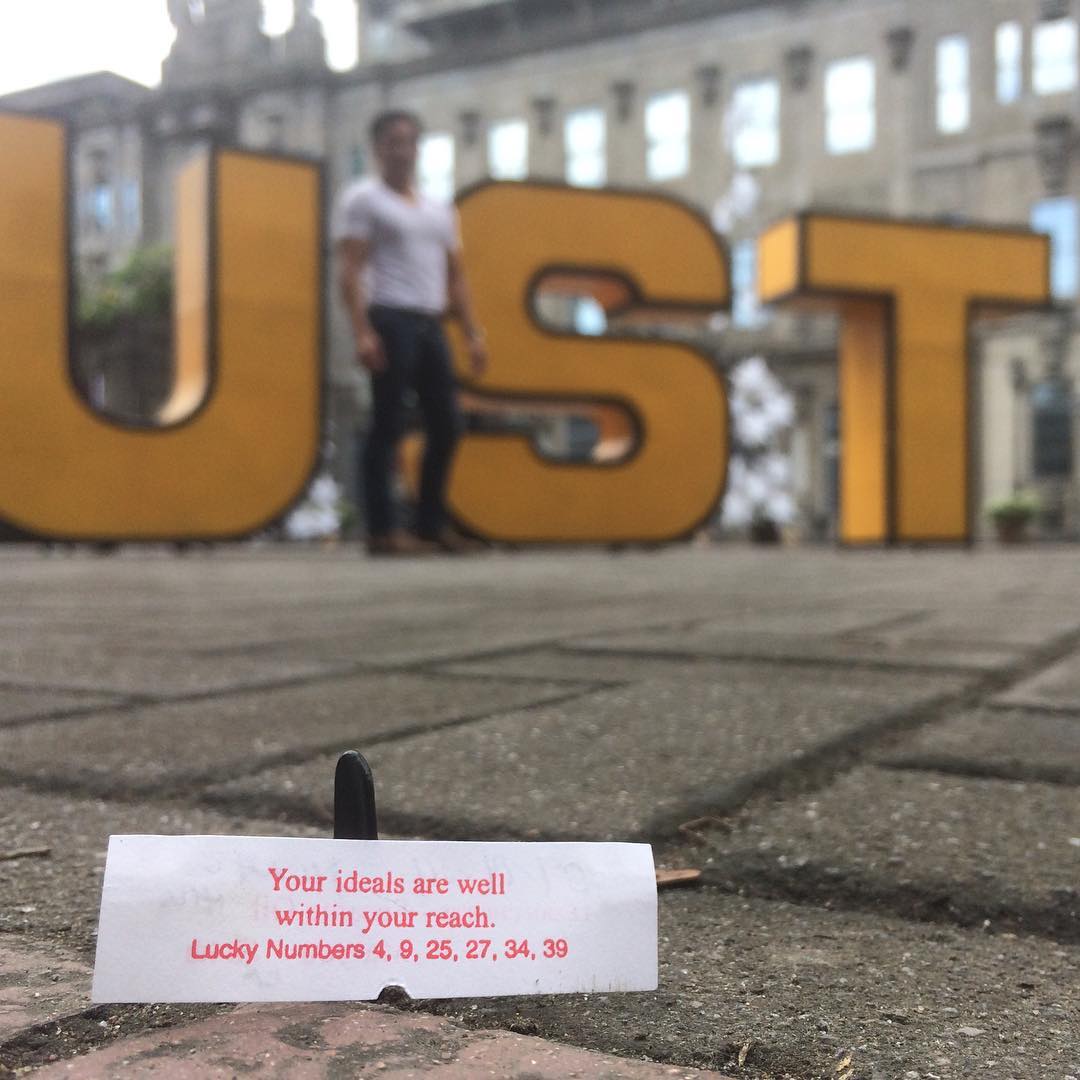 UST
Your ideals are well
within your reach.
Lucky Numbers 4, 9, 25, 27, 34, 39